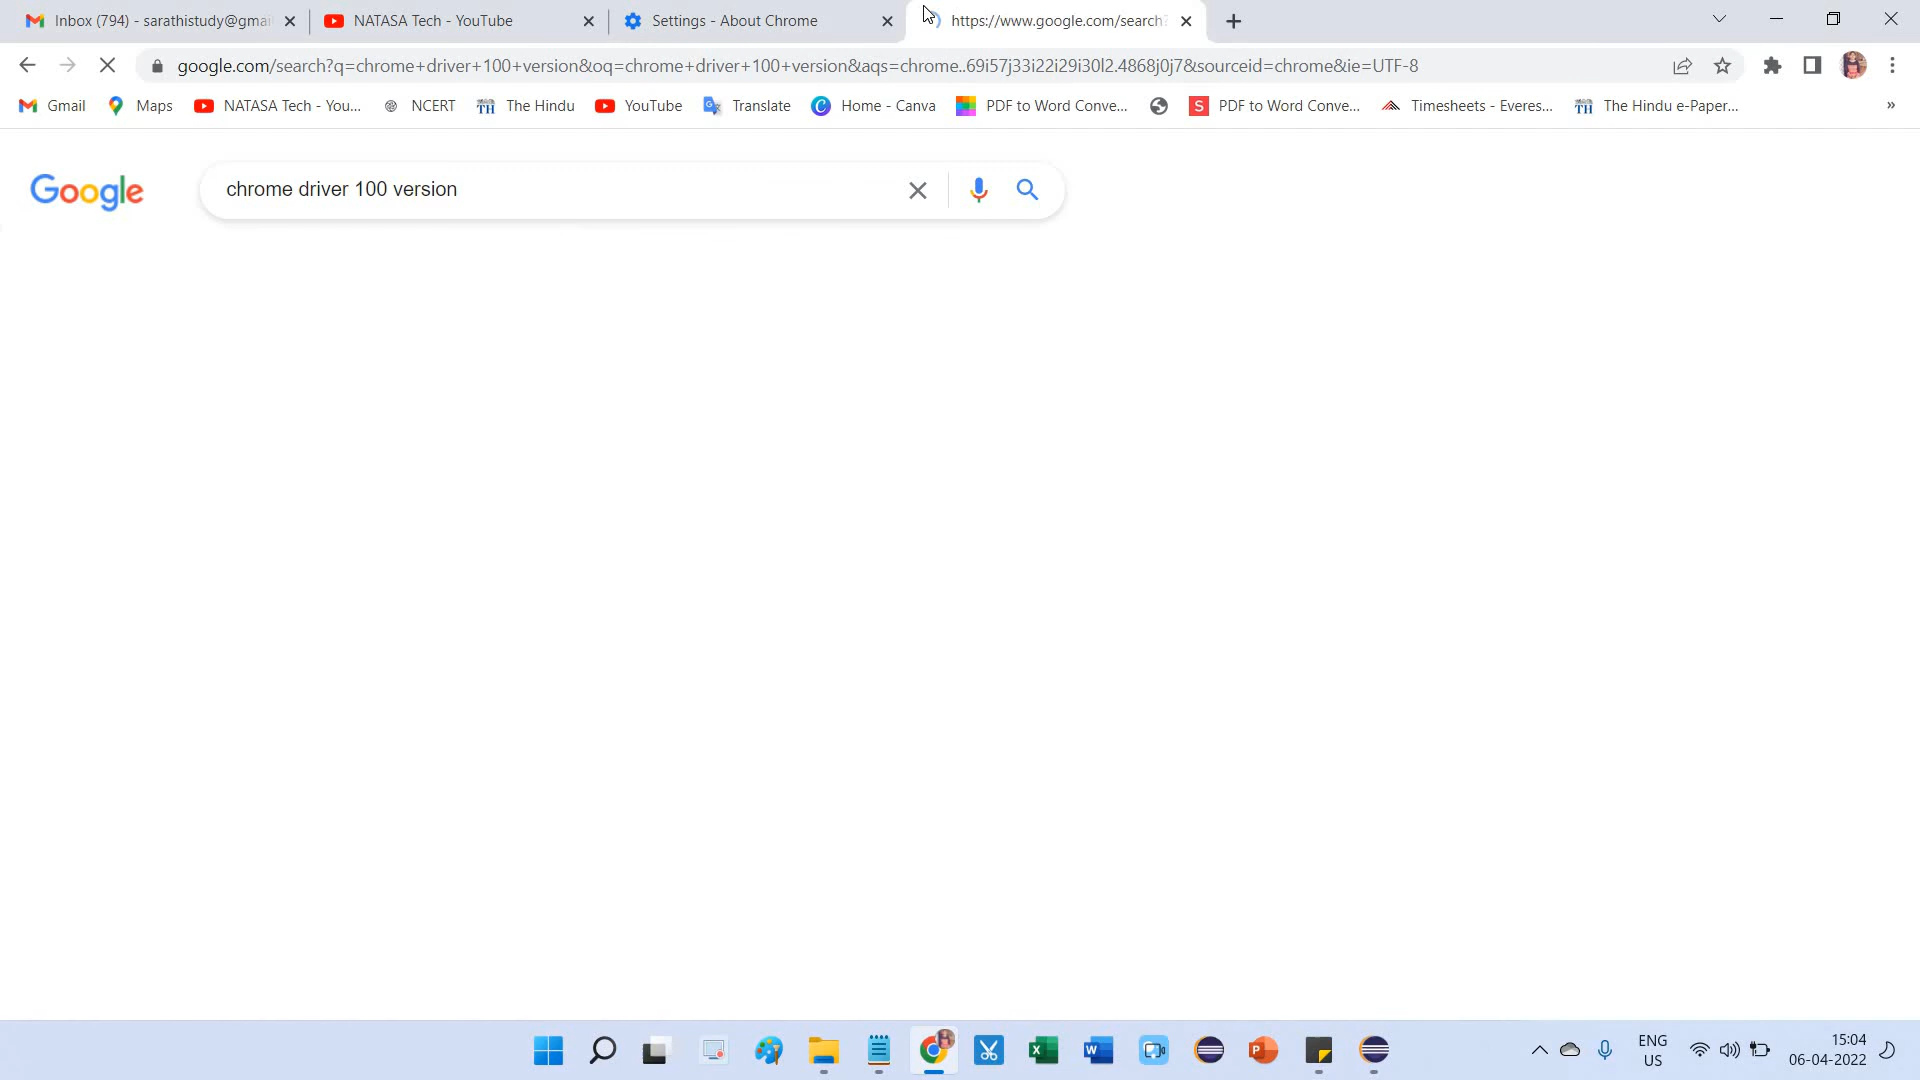 Inbox (794) - sarathistudy@gmai
NATASA Tech - YouTube
Settings - About Chrome
https://www.google.com/search?
google.com/search?q=chrome+driver+100+version&oq=chrome+driver+100+version&aqs=chrome..69i57j33i22i29i30l2.4868j0j7&sourceid=chrome&ie=UTF-8
Gmail
Maps
NATASA Tech - You...
NCERT
TH
The Hindu
YouTube
Translate
Home - Canva
PDF to Word Conve...
S
PDF to Word Conve...
Timesheets - Everes...
TH
The Hindu e-Paper...
»
Google
chrome driver 100 version
ENG
US
15:04
06-04-2022